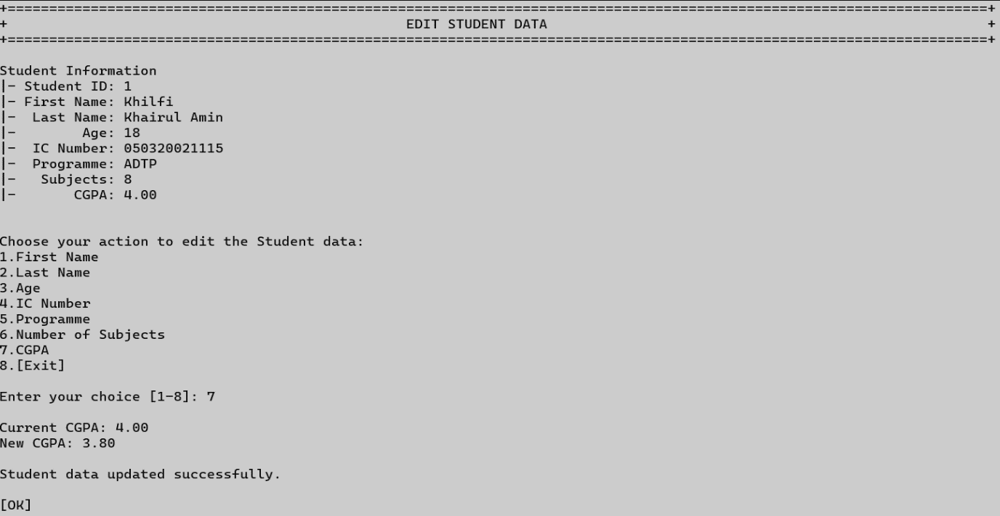 +======================================================================================================================+
+                                                EDIT STUDENT DATA                                                     +
+======================================================================================================================+
Student Information
|- Student ID: 1
|- First Name: Khilfi
|-  Last Name: Khairul Amin
|-        Age: 18
|-  IC Number: 050320021115
|-  Programme: ADTP
|-   Subjects: 8
|-       CGPA: 4.00
Choose your action to edit the Student data:
1.First Name
2.Last Name
3.Age
4.IC Number
5.Programme
6.Number of Subjects
7.CGPA
8.[Exit]
Enter your choice [1-8]: 7
Current CGPA: 4.00
New CGPA: 3.80
Student data updated successfully.
[OK]